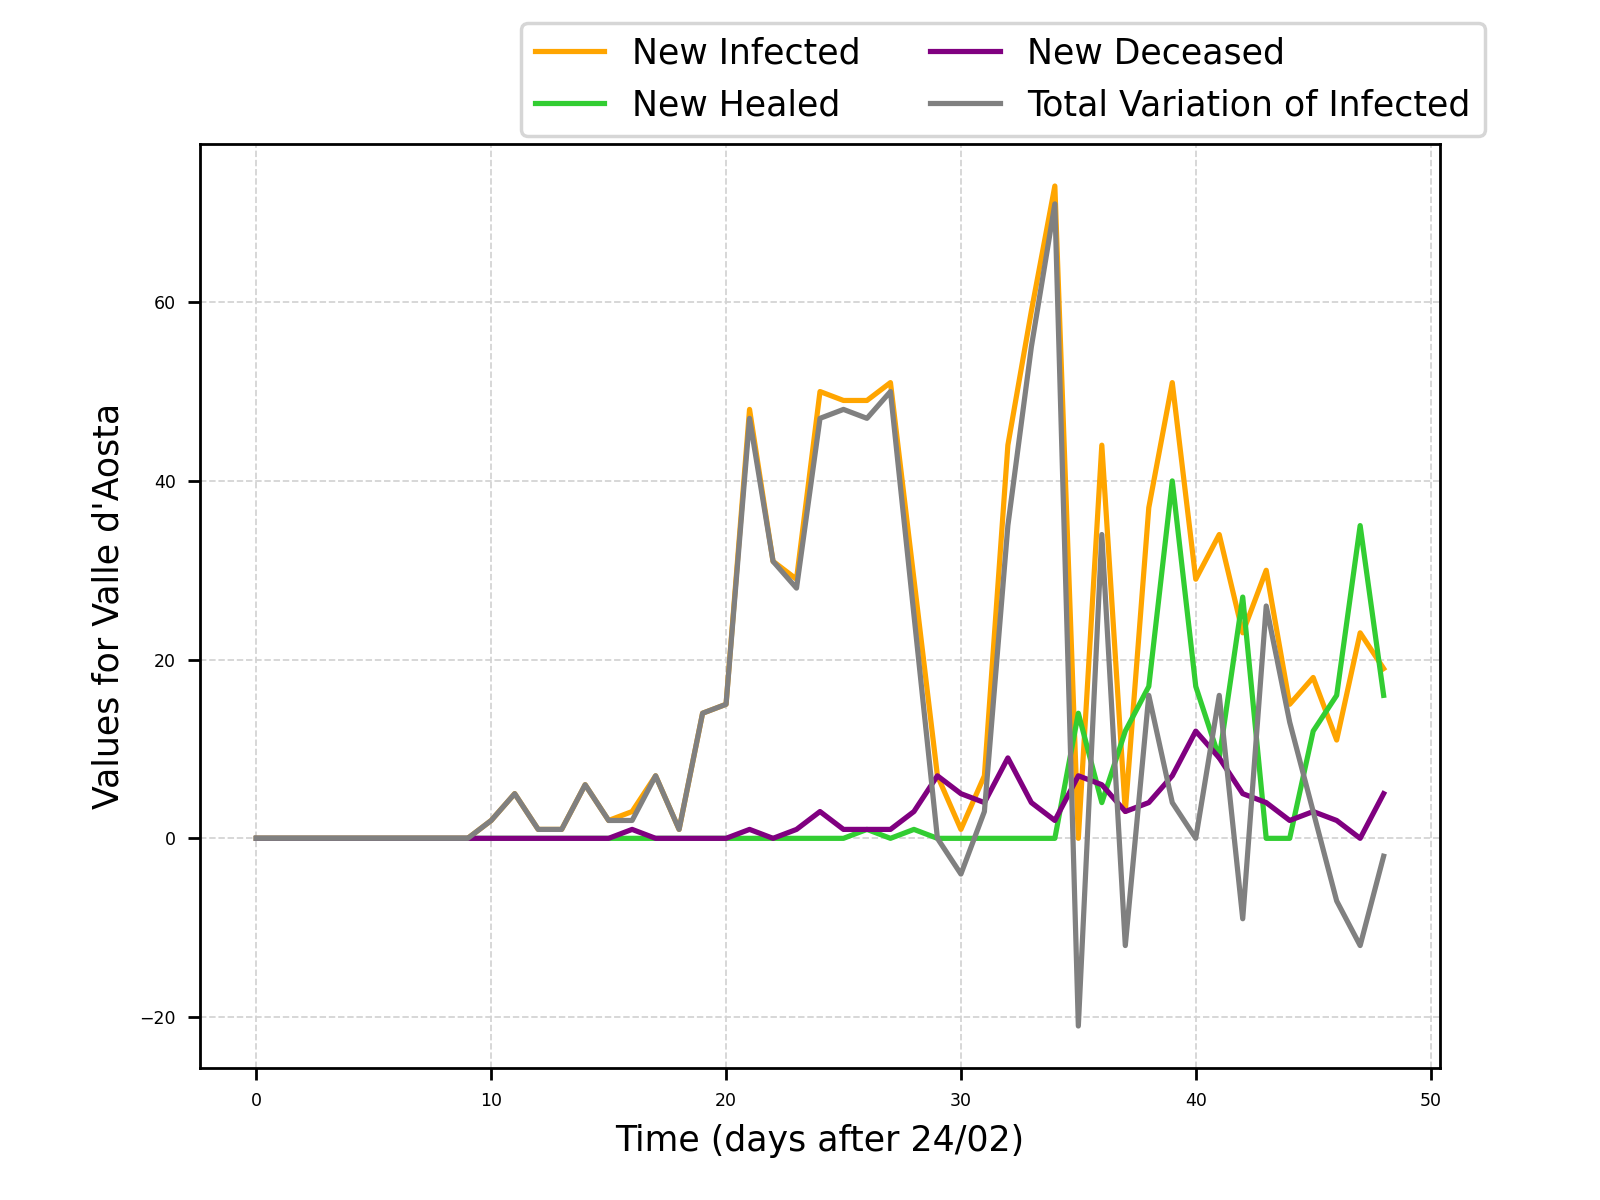 New Infected
New Healed
New Deceased
Total Variation of Infected
Values for Valle d'Aosta
60
40
20
0
−20
0 10 20 30 40 50
Time (days after 24/02)